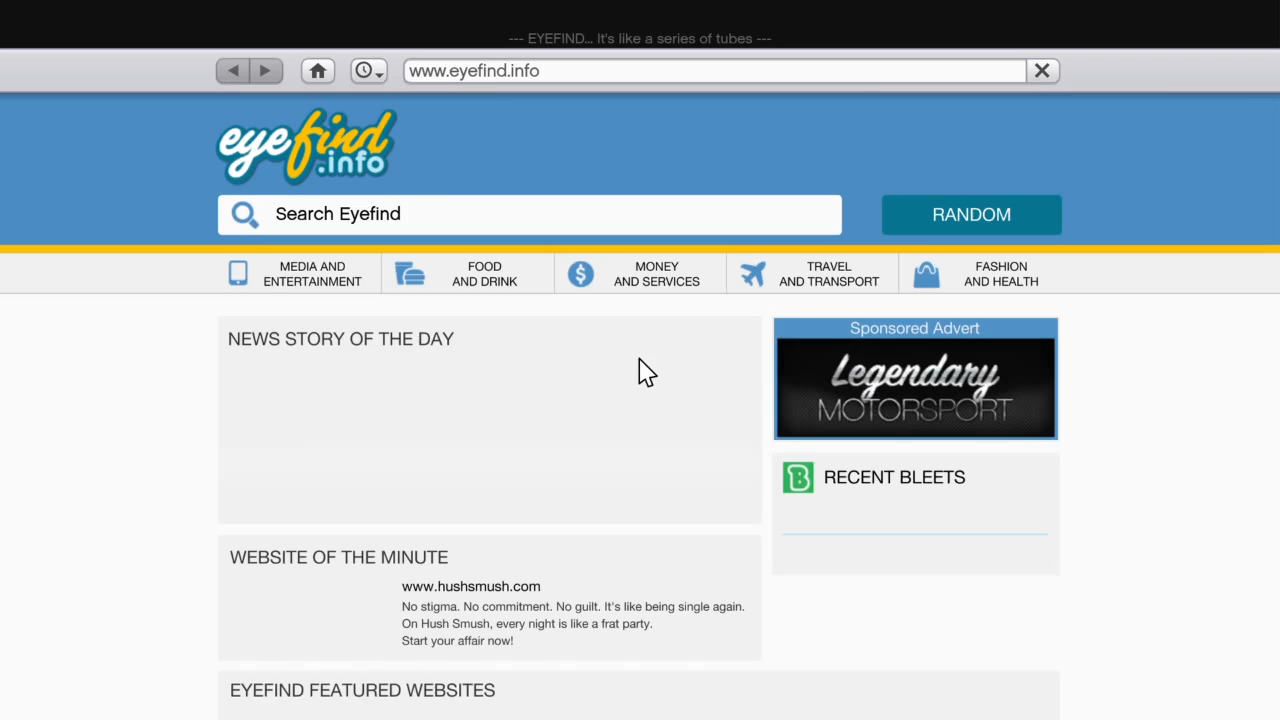 --- EYEFIND... It's like a series of tubes ---
www.eyefind.info
eyefind
.info
Search Eyefind
RANDOM
MEDIA AND
ENTERTAINMENT
FOOD
AND DRINK
MONEY
AND SERVICES
TRAVEL
AND TRANSPORT
FASHION
AND HEALTH
NEWS STORY OF THE DAY
Sponsored Advert
Legendary
MOTORSPORT
B
RECENT BLEETS
WEBSITE OF THE MINUTE
www.hushsmush.com
No stigma. No commitment. No guilt. It's like being single again.
On Hush Smush, every night is like a frat party.
Start your affair now!
EYEFIND FEATURED WEBSITES